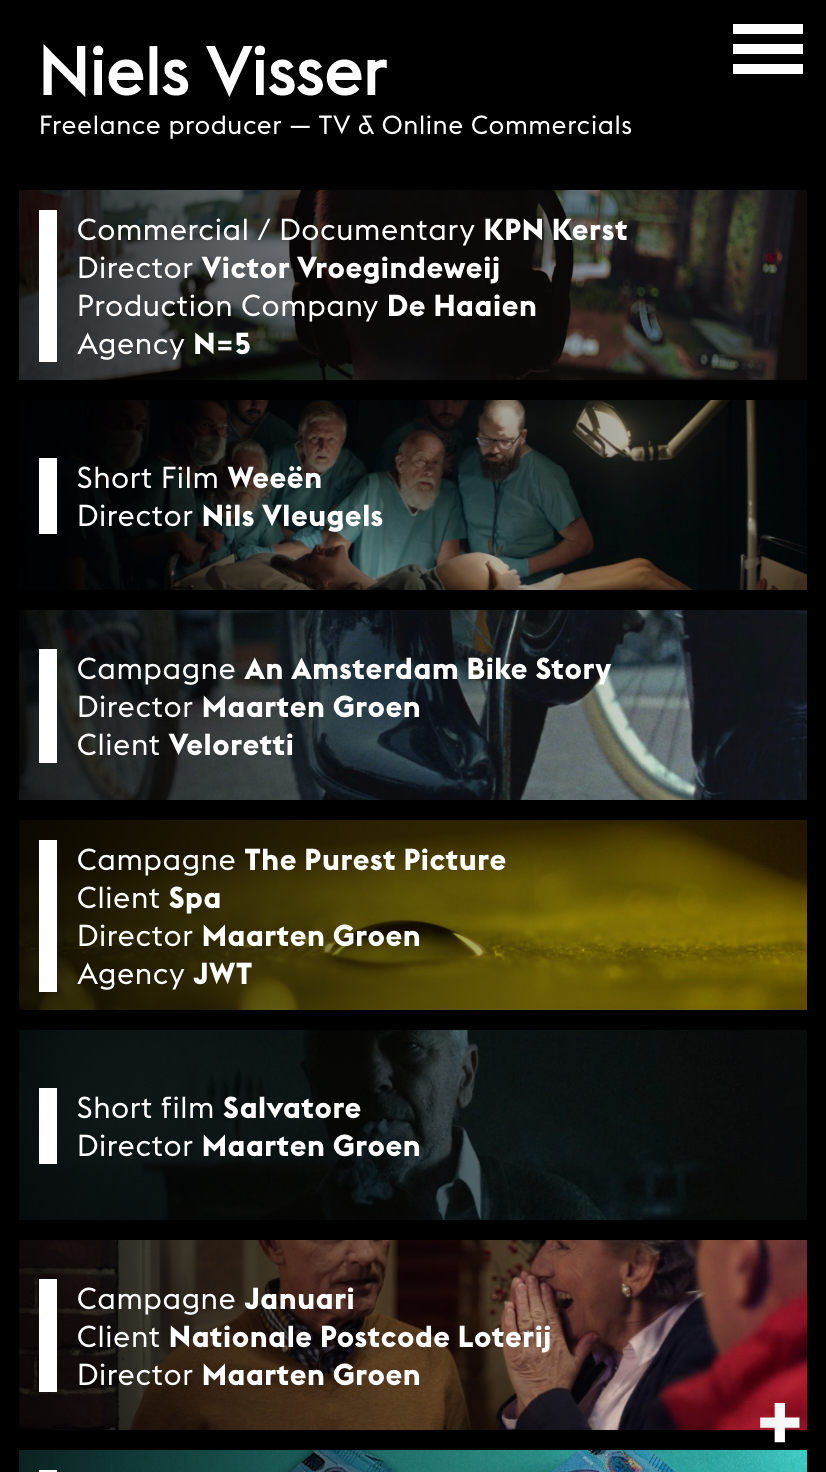 Niels Visser
Freelance producer — TV & Online Commercials
Commercial / Documentary KPN Kerst
Director Victor Vroegindeweij
Production Company De Haaien
Agency N=5
Short Film Weeën
Director Nils Vleugels
Campagne An Amsterdam Bike Story
Director Maarten Groen
Client Veloretti
Campagne The Purest Picture
Client Spa
Director Maarten Groen
Agency JWT
Short film Salvatore
Director Maarten Groen
Campagne Januari
Client Nationale Postcode Loterij
Director Maarten Groen